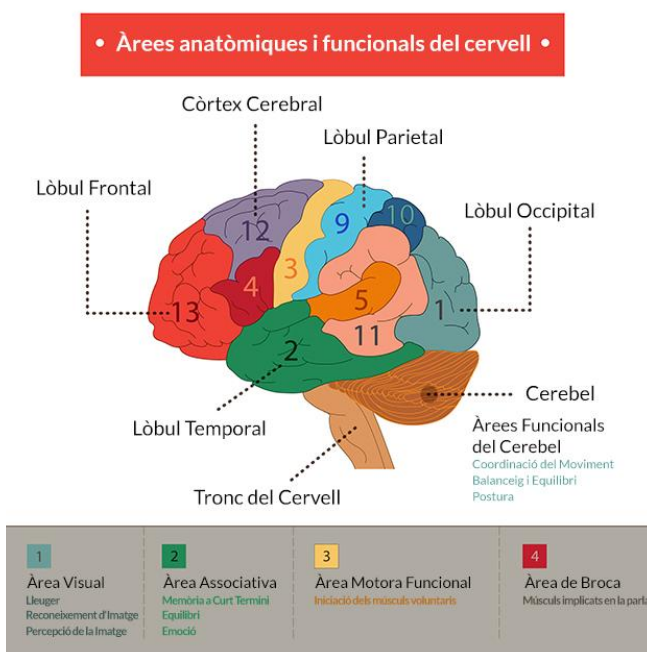 • Àrees anatòmiques i funcionals del cervell •
Còrtex Cerebral
Lòbul Parietal
Lòbul Frontal
Lòbul Occipital
12
9
10
4
3
13
5
1
2
11
Cerebel
Lòbul Temporal
Àrees Funcionals
del Cerebel
Coordinació del Moviment
Balanceig i Equilibri
Postura
Tronc del Cervell
1
Àrea Visual
Lleuger
Reconeixement d'Imatge
Percepció de la Imatge
2
Àrea Associativa
Memòria a Curt Termini
Equilibri
Emoció
3
Àrea Motora Funcional
Iniciació dels músculs voluntaris
4
Àrea de Broca
Músculs implicats en la parla